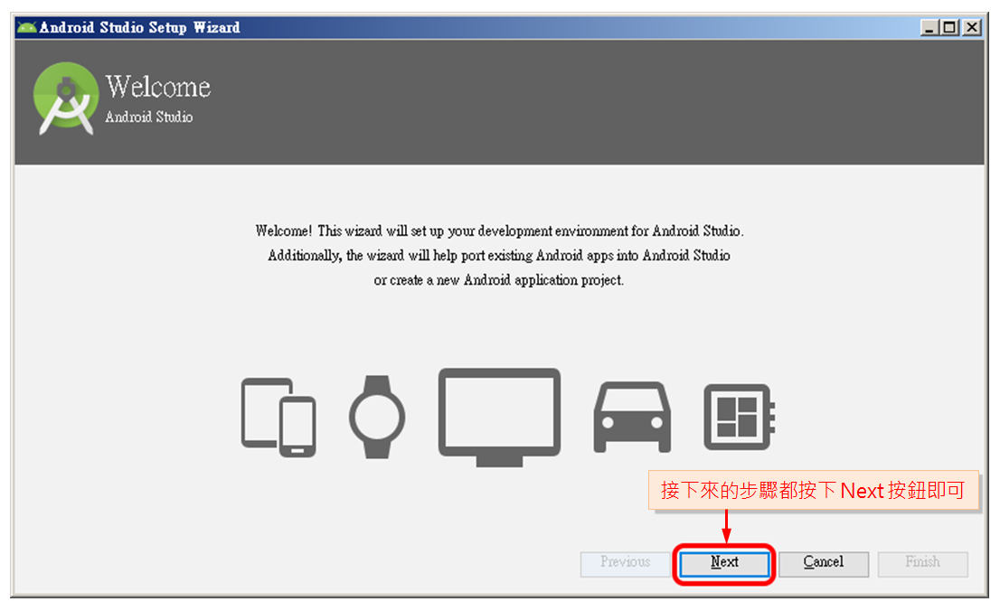 Android Studio Setup Wizard
Welcome
Android Studio
Welcome! This wizard will set up your development environment for Android Studio.
Additionally, the wizard will help port existing Android apps into Android Studio
or create a new Android application project.
接下來的步驟都按下 Next 按鈕即可
Previous
Next
Cancel
Finish